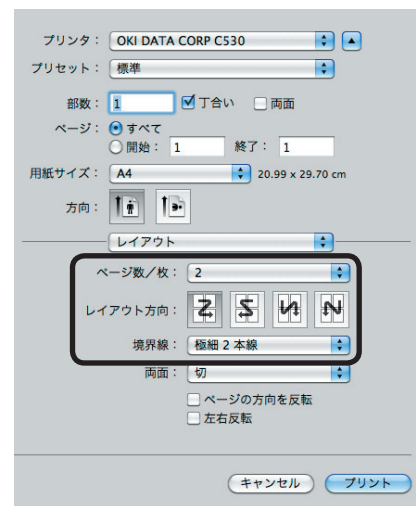 プリンタ： OKI DATA CORP C530
プリセット： 標準
部数： 1 丁合い 両面
ページ： すべて
開始： 1 終了： 1
用紙サイズ： A4 20.99 x 29.70 cm
方向：
レイアウト
ページ数／枚： 2
レイアウト方向：
境界線： 極細 2 本線
両面： 切
ページの方向を反転
左右反転
キャンセル プリント